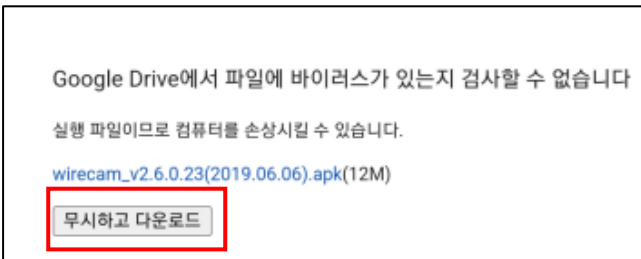 Google Drive에서 파일에 바이러스가 있는지 검사할 수 없습니다
실행 파일이므로 컴퓨터를 손상시킬 수 있습니다.
wirecam_v2.6.0.23(2019.06.06).apk(12M)
무시하고 다운로드